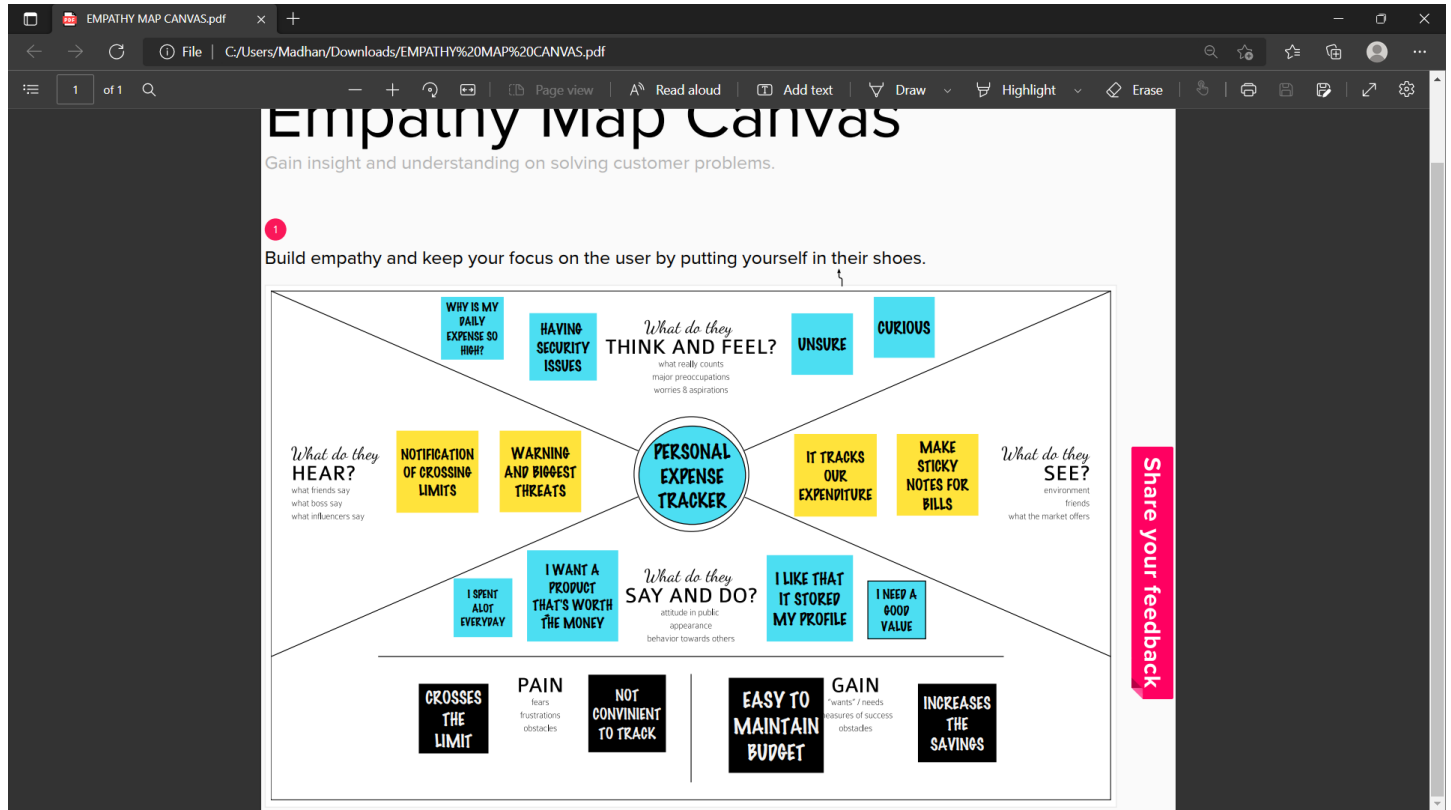 EMPATHY MAP CANVAS.pdf
File
C:/Users/Madhan/Downloads/EMPATHY%20MAP%20CANVAS.pdf
1 of 1
Page view
Read aloud
Add text
Draw
Highlight
Erase
Empathy Map Canvas
Gain insight and understanding on solving customer problems.
1
Build empathy and keep your focus on the user by putting yourself in their shoes.
WHY IS MY
DAILY
EXPENSE SO
HIGH?
HAVING
SECURITY
ISSUES
What do they
THINK AND FEEL?
what really counts
major preoccupations
worries & aspirations
UNSURE
CURIOUS
What do they
HEAR?
what friends say
what boss say
what influencers say
NOTIFICATION
OF CROSSING
LIMITS
WARNING
AND BIGGEST
THREATS
PERSONAL
EXPENSE
TRACKER
IT TRACKS
OUR
EXPENDITURE
MAKE
STICKY
NOTES FOR
BILLS
What do they
SEE?
environment
friends
what the market offers
I SPENT
ALOT
EVERYDAY
I WANT A
PRODUCT
THAT'S WORTH
THE MONEY
What do they
SAY AND DO?
attitude in public
appearance
behavior towards others
I LIKE THAT
IT STORED
MY PROFILE
I NEED A
GOOD
VALUE
CROSSES
THE
LIMIT
PAIN
fears
frustrations
obstacles
NOT
CONVINIENT
TO TRACK
EASY TO
MAINTAIN
BUDGET
GAIN
"wants" / needs
easures of success
obstacles
INCREASES
THE
SAVINGS
Share your feedback